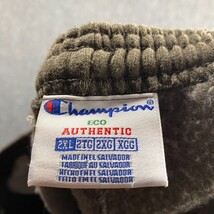 Champion
ECO
AUTHENTIC
2XL 2TG 2XG XGG
MADE IN EL SALVADOR
FABRIQUÉ AU SALVADOR
HECHO EN EL SALVADOR
FEITO EM EL SALVADOR